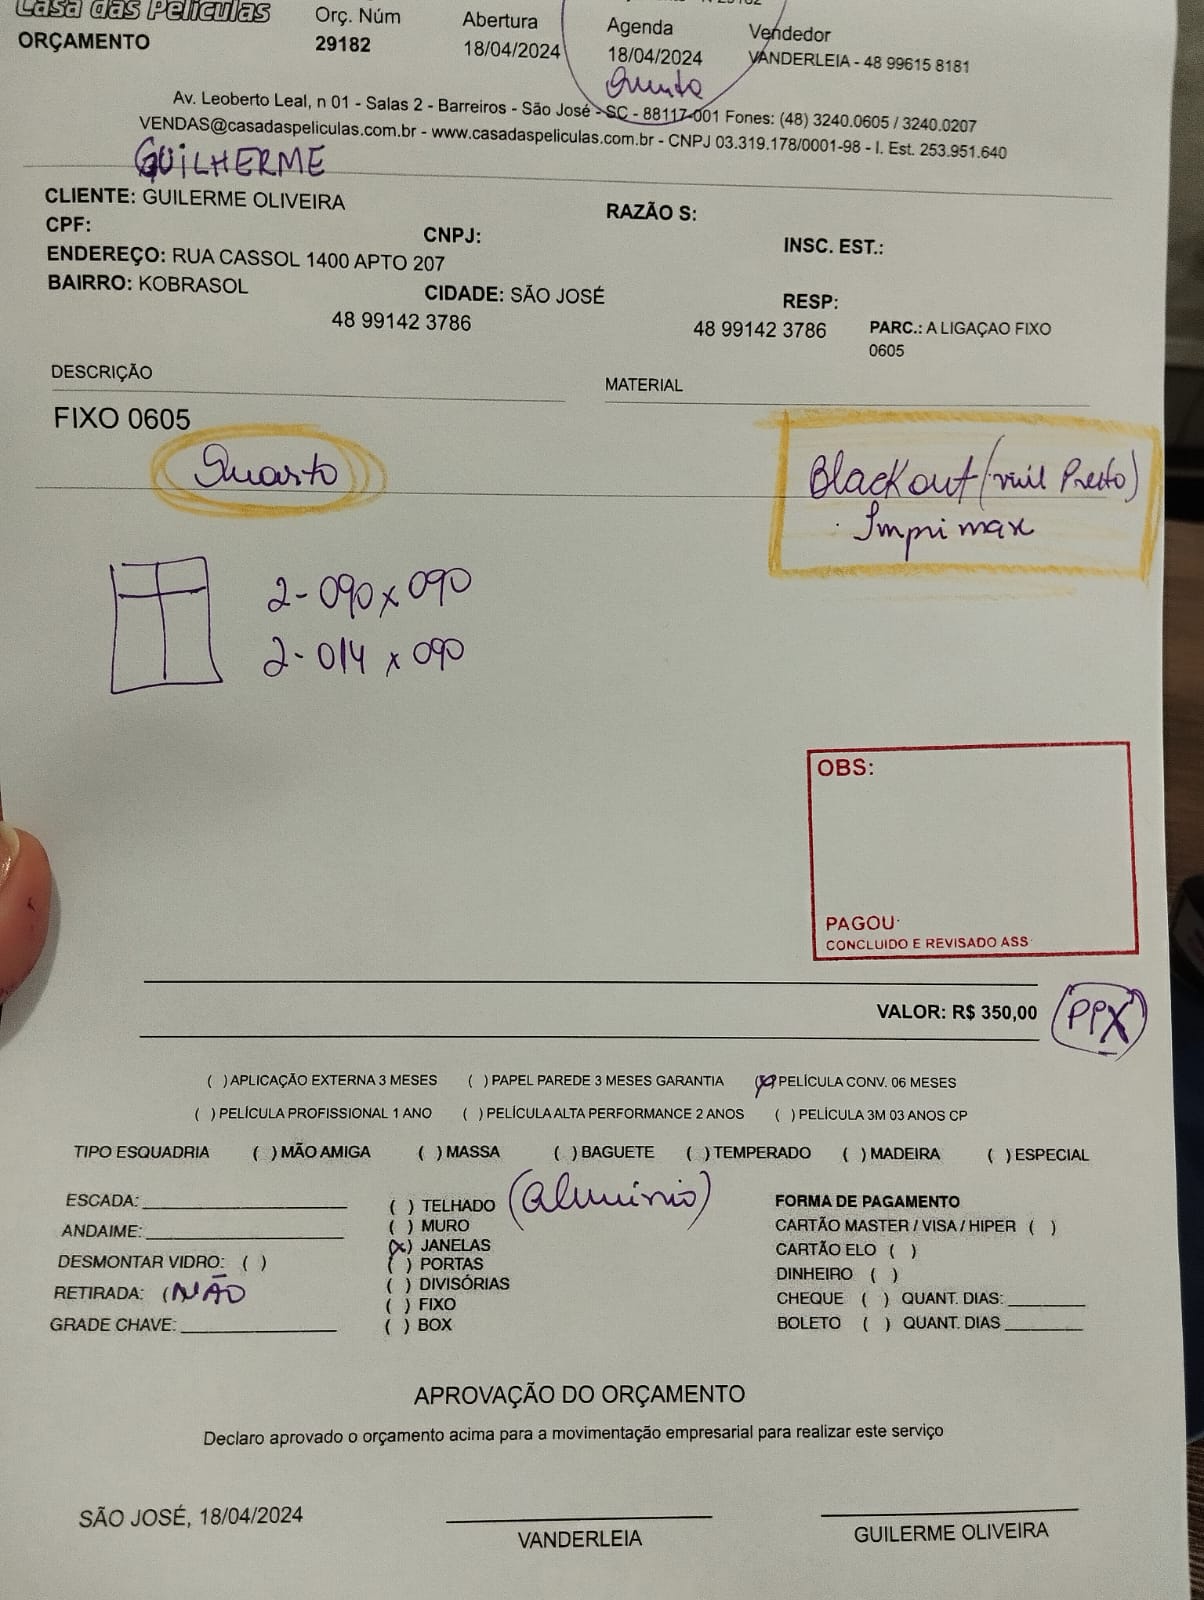 Casa das Películas
ORÇAMENTO
Orç. Núm
29182
Abertura
18/04/2024
Agenda
18/04/2024
Quinta
Vendedor
VANDERLEIA - 48 99615 8181
Av. Leoberto Leal, n 01 - Salas 2 - Barreiros - São José - SC - 88117-001 Fones: (48) 3240.0605 / 3240.0207
VENDAS@casadaspeliculas.com.br - www.casadaspeliculas.com.br - CNPJ 03.319.178/0001-98 - I. Est. 253.951.640
GUILHERME
CLIENTE: GUILERME OLIVEIRA
RAZÃO S:
CPF:
CNPJ:
INSC. EST.:
ENDEREÇO: RUA CASSOL 1400 APTO 207
BAIRRO: KOBRASOL
CIDADE: SÃO JOSÉ
RESP:
48 99142 3786
48 99142 3786
PARC.: A LIGAÇAO FIXO
0605
DESCRIÇÃO
MATERIAL
FIXO 0605
Quarto
Blackout (vinil Preto)
Imprimax
2- 090 x 090
2- 014 x 090
OBS:
PAGOU
CONCLUIDO E REVISADO ASS
VALOR: R$ 350,00
PPX
( ) APLICAÇÃO EXTERNA 3 MESES ( ) PAPEL PAREDE 3 MESES GARANTIA (X) PELÍCULA CONV. 06 MESES
( ) PELÍCULA PROFISSIONAL 1 ANO ( ) PELÍCULA ALTA PERFORMANCE 2 ANOS ( ) PELÍCULA 3M 03 ANOS CP
TIPO ESQUADRIA ( ) MÃO AMIGA ( ) MASSA ( ) BAGUETE ( ) TEMPERADO ( ) MADEIRA ( ) ESPECIAL
ESCADA:
ANDAIME:
DESMONTAR VIDRO: ( )
RETIRADA: ( NÃO
GRADE CHAVE:
( ) TELHADO (alumínio)
( ) MURO
(x) JANELAS
( ) PORTAS
( ) DIVISÓRIAS
( ) FIXO
( ) BOX
FORMA DE PAGAMENTO
CARTÃO MASTER / VISA / HIPER ( )
CARTÃO ELO ( )
DINHEIRO ( )
CHEQUE ( ) QUANT. DIAS:
BOLETO ( ) QUANT. DIAS
APROVAÇÃO DO ORÇAMENTO
Declaro aprovado o orçamento acima para a movimentação empresarial para realizar este serviço
SÃO JOSÉ, 18/04/2024
VANDERLEIA
GUILERME OLIVEIRA